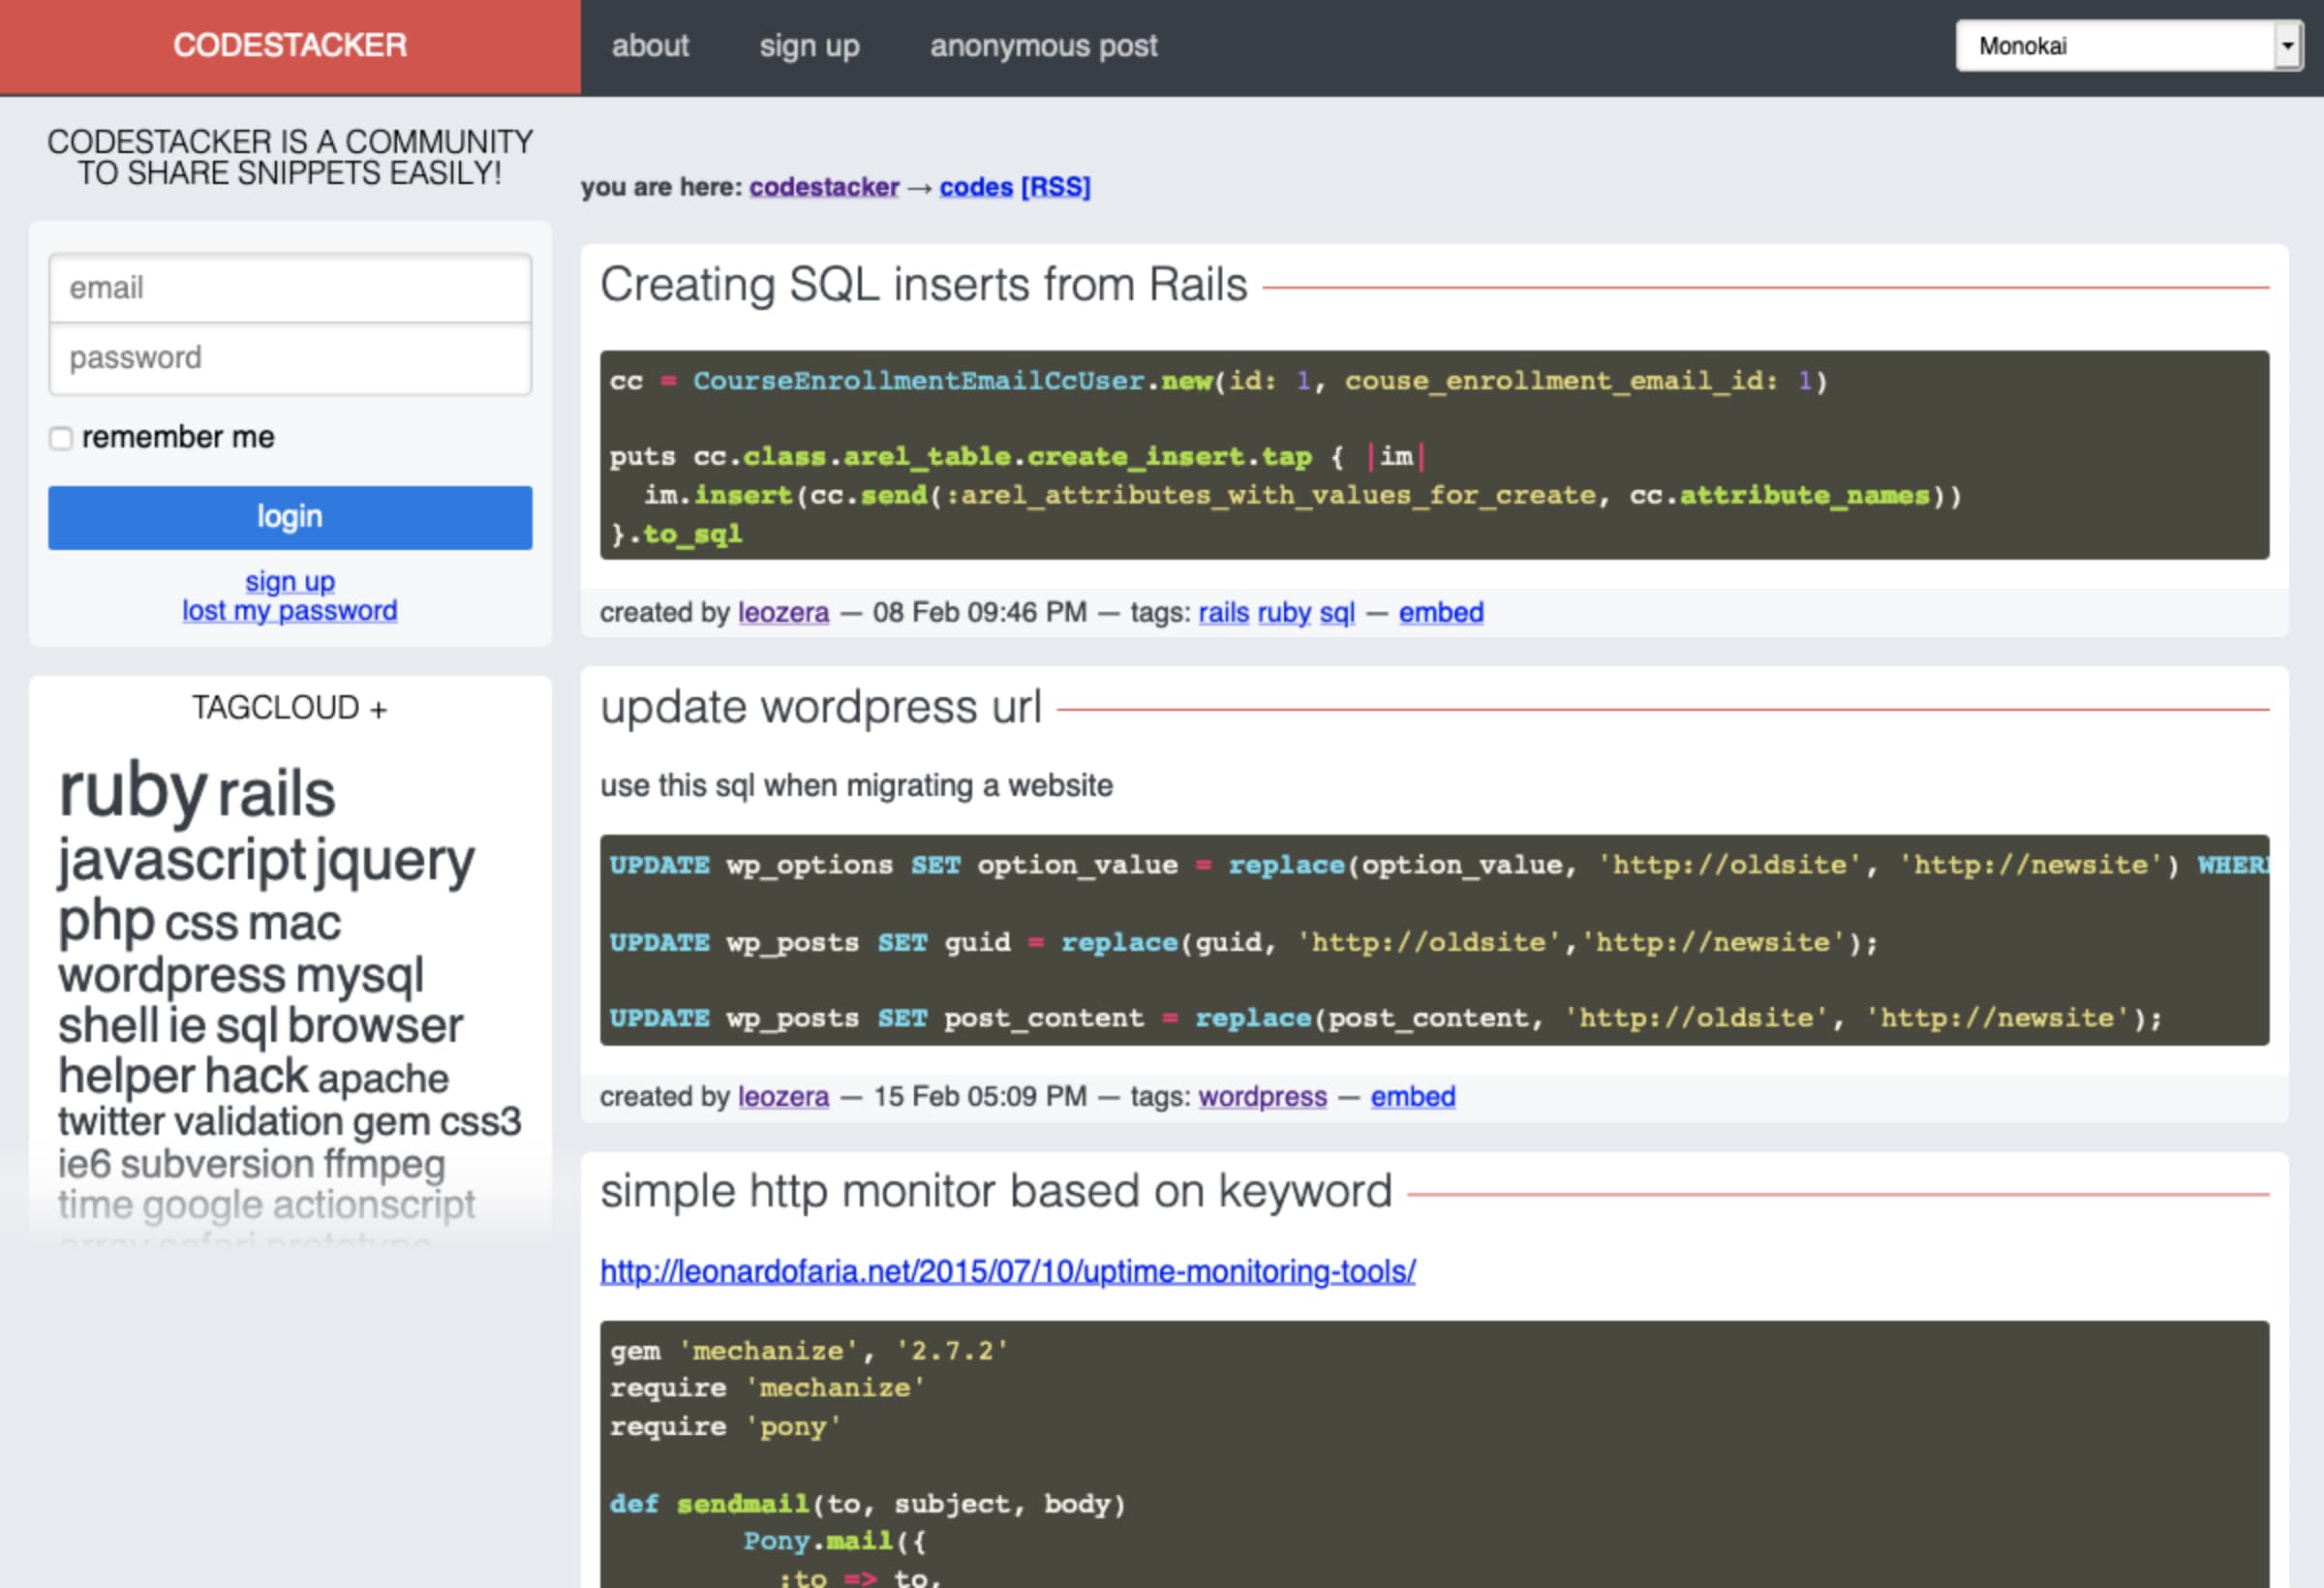 CODESTACKER
about sign up anonymous post
Monokai
CODESTACKER IS A COMMUNITY
TO SHARE SNIPPETS EASILY!
email
password
remember me
login
sign up
lost my password
TAGCLOUD +
ruby rails
javascript jquery
php css mac
wordpress mysql
shell ie sql browser
helper hack apache
twitter validation gem css3
ie6 subversion ffmpeg
time google actionscript
array safari prototype
you are here: codestacker → codes [RSS]
Creating SQL inserts from Rails
cc = CourseEnrollmentEmailCcUser.new(id: 1, couse_enrollment_email_id: 1)
puts cc.class.arel_table.create_insert.tap { |im|
im.insert(cc.send(:arel_attributes_with_values_for_create, cc.attribute_names))
}.to_sql
created by leozera — 08 Feb 09:46 PM — tags: rails ruby sql — embed
update wordpress url
use this sql when migrating a website
UPDATE wp_options SET option_value = replace(option_value, 'http://oldsite', 'http://newsite') WHER
UPDATE wp_posts SET guid = replace(guid, 'http://oldsite','http://newsite');
UPDATE wp_posts SET post_content = replace(post_content, 'http://oldsite', 'http://newsite');
created by leozera — 15 Feb 05:09 PM — tags: wordpress — embed
simple http monitor based on keyword
http://leonardofaria.net/2015/07/10/uptime-monitoring-tools/
gem 'mechanize', '2.7.2'
require 'mechanize'
require 'pony'
def sendmail(to, subject, body)
Pony.mail({
:to => to,